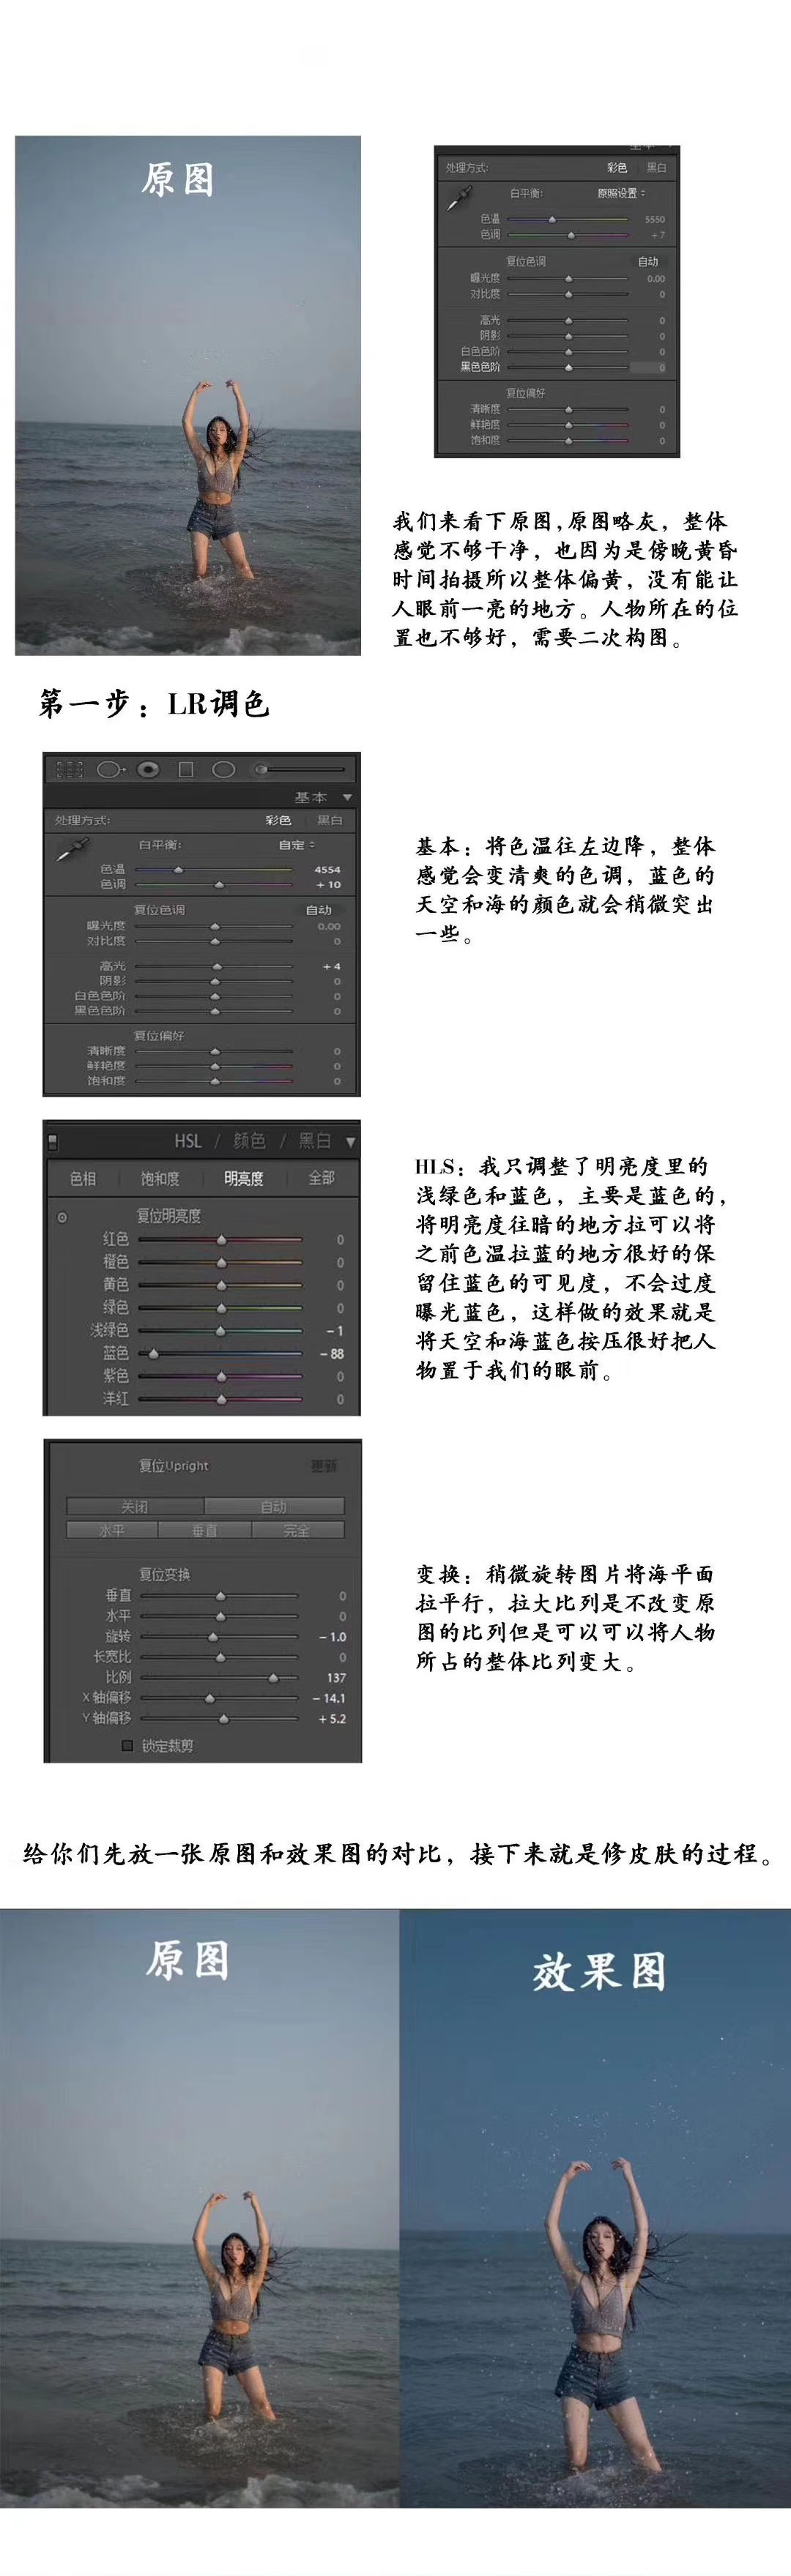 原图
基本
处理方式: 彩色 黑白
白平衡: 原照设置
色温 5550
色调 +7
复位色调 自动
曝光度 0.00
对比度 0
高光 0
阴影 0
白色色阶 0
黑色色阶 0
复位偏好
清晰度 0
鲜艳度 0
饱和度 0
我们来看下原图,原图略灰，整体
感觉不够干净，也因为是傍晚黄昏
时间拍摄所以整体偏黄，没有能让
人眼前一亮的地方。人物所在的位
置也不够好，需要二次构图。
第一步：LR调色
基本
处理方式: 彩色 黑白
白平衡: 自定
色温 4554
色调 +10
复位色调 自动
曝光度 0.00
对比度 0
高光 +4
阴影 0
白色色阶 0
黑色色阶 0
复位偏好
清晰度 0
鲜艳度 0
饱和度 0
基本：将色温往左边降，整体
感觉会变清爽的色调，蓝色的
天空和海的颜色就会稍微突出
一些。
HSL / 颜色 / 黑白
色相 饱和度 明亮度 全部
复位明亮度
红色 0
橙色 0
黄色 0
绿色 0
浅绿色 -1
蓝色 -88
紫色 0
洋红 0
HLS：我只调整了明亮度里的
浅绿色和蓝色，主要是蓝色的，
将明亮度往暗的地方拉可以将
之前色温拉蓝的地方很好的保
留住蓝色的可见度，不会过度
曝光蓝色，这样做的效果就是
将天空和海蓝色按压很好把人
物置于我们的眼前。
复位Upright 更新
关闭 自动
水平 垂直 完全
复位变换
垂直 0
水平 0
旋转 -1.0
长宽比 0
比例 137
X 轴偏移 -14.1
Y 轴偏移 +5.2
锁定裁剪
变换：稍微旋转图片将海平面
拉平行，拉大比列是不改变原
图的比列但是可以可以将人物
所占的整体比列变大。
给你们先放一张原图和效果图的对比，接下来就是修皮肤的过程。
原图
效果图